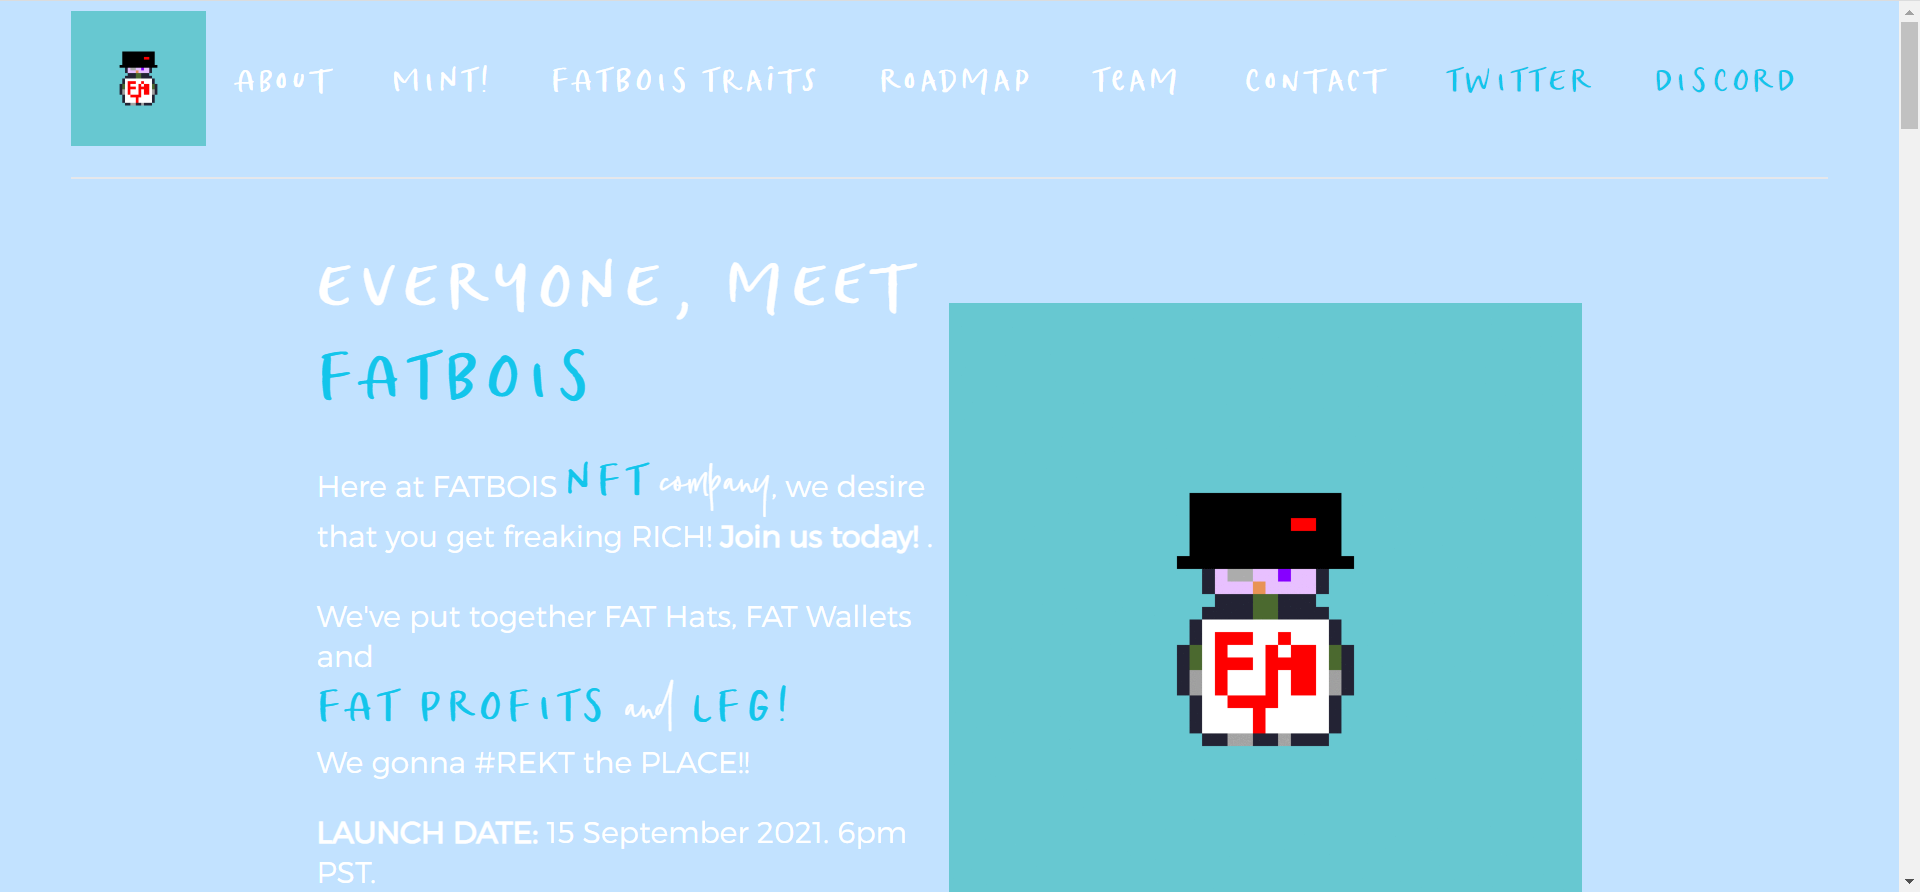 ABOUT MINT! FATBOIS TRAITS ROADMAP TEAM CONTACT TWITTER DISCORD
EVERYONE, MEET
FATBOIS
Here at FATBOIS NFT company, we desire
that you get freaking RICH! Join us today! .
We've put together FAT Hats, FAT Wallets
and
FAT PROFITS and LFG!
We gonna #REKT the PLACE!!
LAUNCH DATE: 15 September 2021. 6pm
PST.